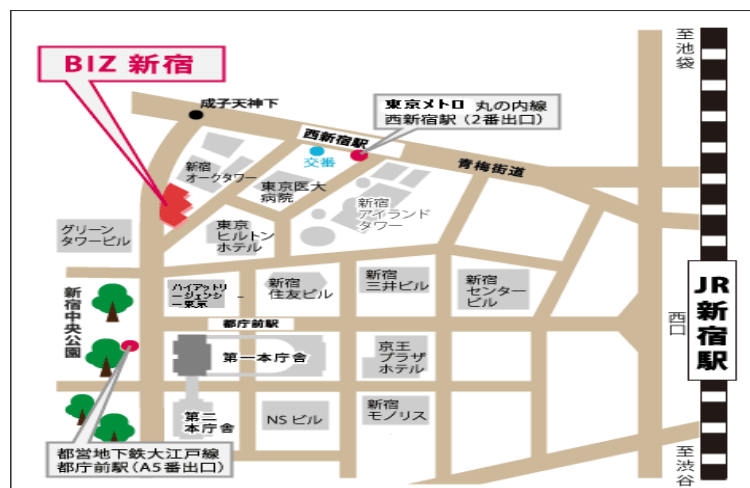 BIZ 新宿
成子天神下
東京メトロ 丸の内線
西新宿駅（2番出口）
西新宿駅
交番
青梅街道
至池袋
新宿
オークタワー
東京医大
病院
新宿
アイランド
タワー
グリーン
タワービル
東京
ヒルトン
ホテル
ハイアットリ
ージェンシ
ー東京
新宿
住友ビル
新宿
三井ビル
新宿
センター
ビル
JR新宿駅
西口
新宿中央公園
都庁前駅
第一本庁舎
京王
プラザ
ホテル
第二
本庁舎
NSビル
新宿
モノリス
都営地下鉄大江戸線
都庁前駅（A5番出口）
至渋谷